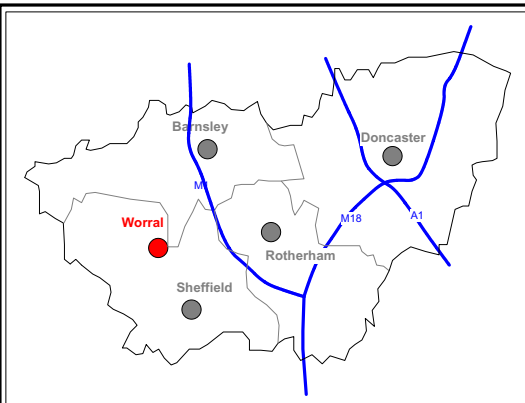 Barnsley
Doncaster
M1
Worral
M18
A1
Rotherham
Sheffield